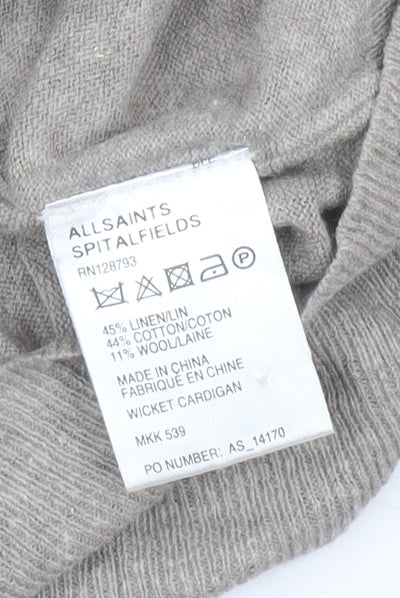 ALLSAINTS
SPITALFIELDS
RN128793
P
45% LINEN/LIN
44% COTTON/COTON
11% WOOL/LAINE
MADE IN CHINA
FABRIQUE EN CHINE
WICKET CARDIGAN
MKK 539
PO NUMBER: AS_14170